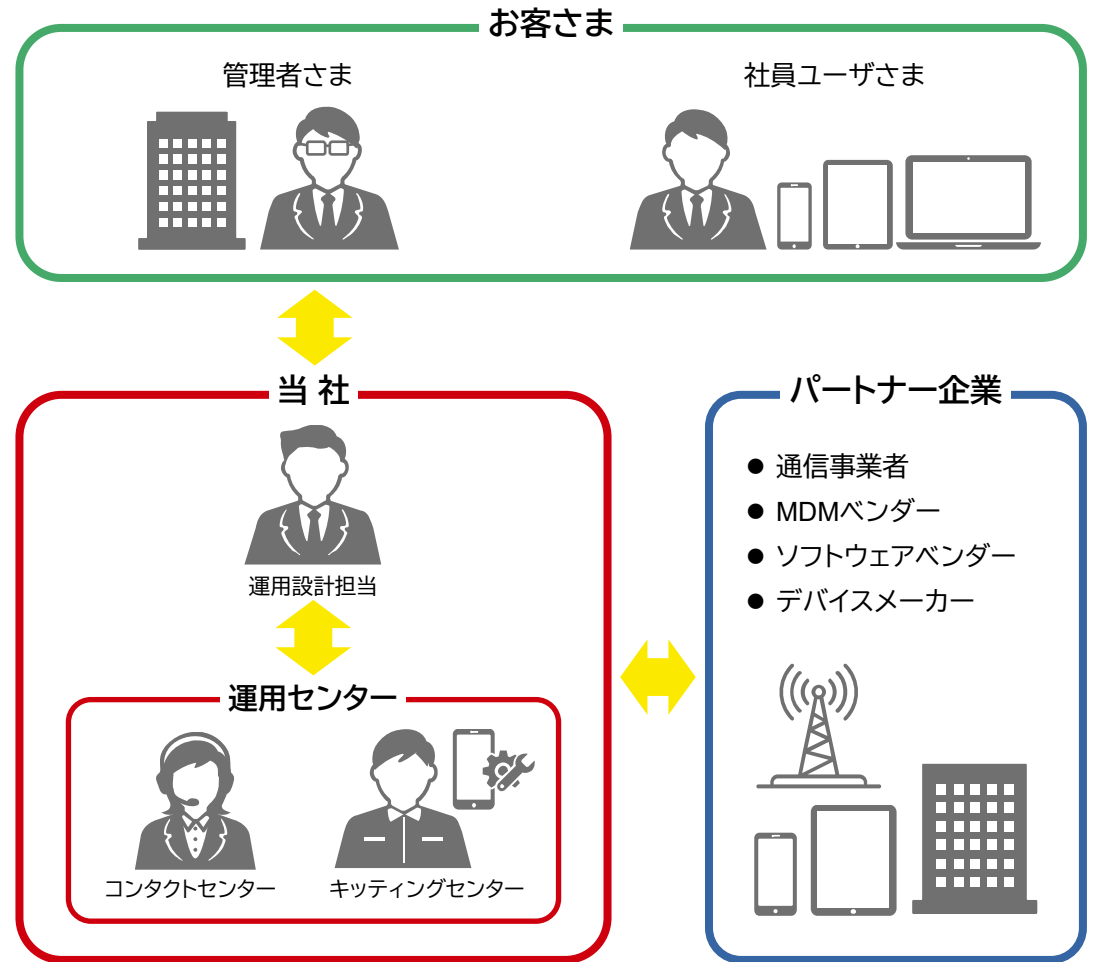 お客さま
管理者さま
社員ユーザさま
当 社
運用設計担当
運用センター
コンタクトセンター
キッティングセンター
パートナー企業
● 通信事業者
● MDMベンダー
● ソフトウェアベンダー
● デバイスメーカー